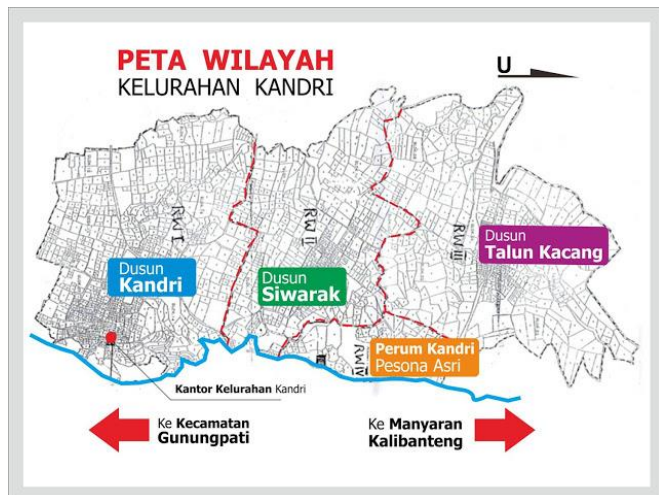 PETA WILAYAH
KELURAHAN KANDRI
U
RW I
RW II
RW III
Dusun
Kandri
Dusun
Siwarak
Dusun
Talun Kacang
RW IV
Perum Kandri
Pesona Asri
Kantor Kelurahan Kandri
Ke Kecamatan
Gunungpati
Ke Manyaran
Kalibanteng